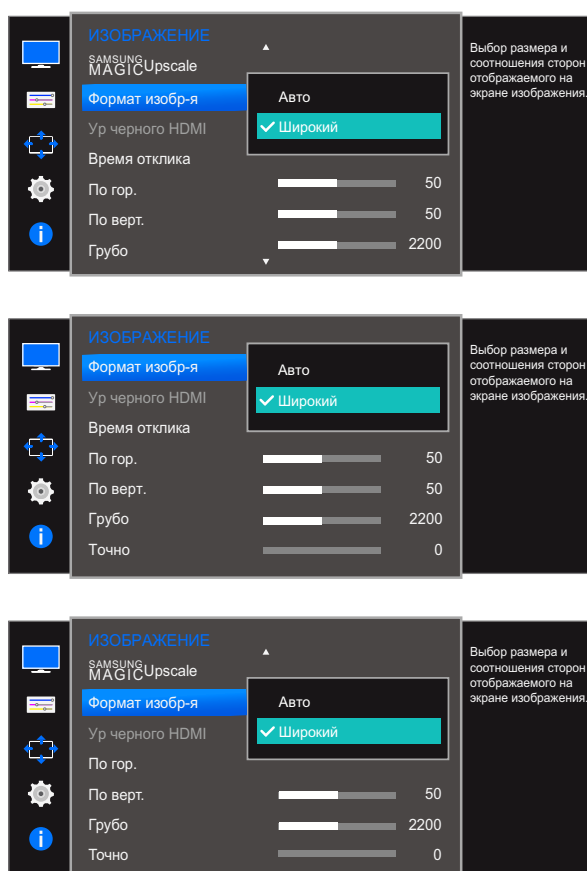 ИЗОБРАЖЕНИЕ
SAMSUNG
MAGIC Upscale
Формат изобр-я
Ур черного HDMI
Время отклика
По гор. 50
По верт. 50
Грубо 2200
Авто
Широкий
Выбор размера и
соотношения сторон
отображаемого на
экране изображения.
ИЗОБРАЖЕНИЕ
Формат изобр-я
Ур черного HDMI
Время отклика
По гор. 50
По верт. 50
Грубо 2200
Точно 0
Авто
Широкий
Выбор размера и
соотношения сторон
отображаемого на
экране изображения.
ИЗОБРАЖЕНИЕ
SAMSUNG
MAGIC Upscale
Формат изобр-я
Ур черного HDMI
По гор.
По верт. 50
Грубо 2200
Точно 0
Авто
Широкий
Выбор размера и
соотношения сторон
отображаемого на
экране изображения.